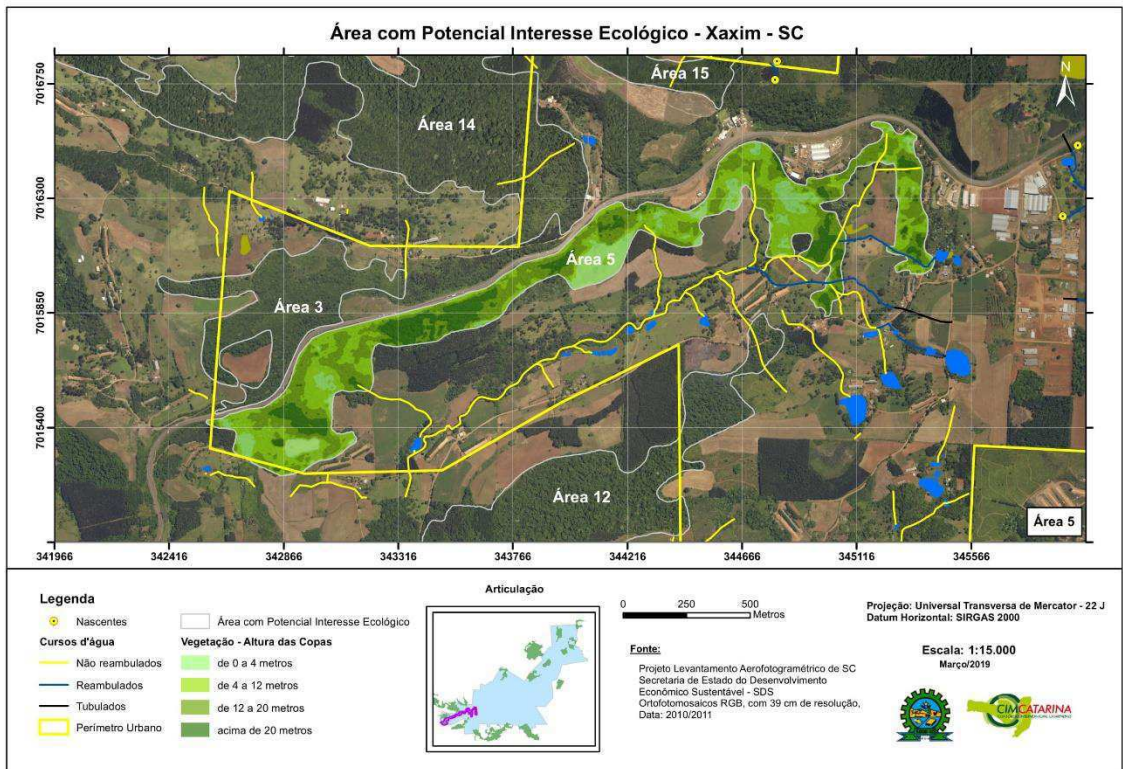 Área com Potencial Interesse Ecológico - Xaxim - SC
7016750
7016300
7015850
7015400
Área 15
N
Área 14
Área 5
Área 3
Área 12
Área 5
341966
342416
342866
343316
343766
344216
344666
345116
345566
Legenda
Nascentes
Cursos d'água
Não reambulados
Reambulados
Tubulados
Perímetro Urbano
Área com Potencial Interesse Ecológico
Vegetação - Altura das Copas
de 0 a 4 metros
de 4 a 12 metros
de 12 a 20 metros
acima de 20 metros
Articulação
0 250 500
Metros
Fonte:
Projeto Levantamento Aerofotogramétrico de SC
Secretaria de Estado do Desenvolvimento
Econômico Sustentável - SDS
Ortofotomosaicos RGB, com 39 cm de resolução,
Data: 2010/2011
Projeção: Universal Transversa de Mercator - 22 J
Datum Horizontal: SIRGAS 2000
Escala: 1:15.000
Março/2019
CIMCATARINA